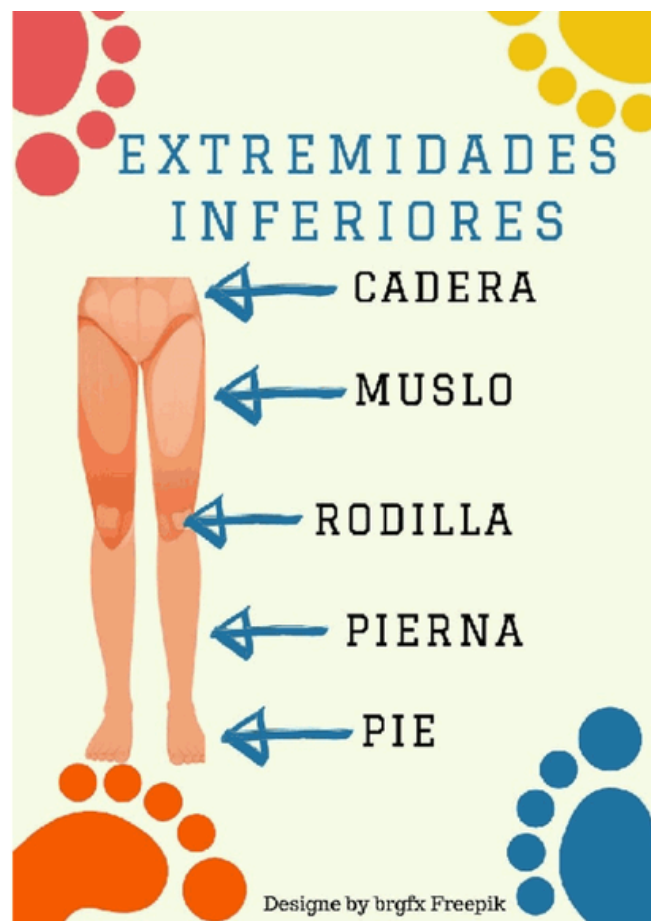 EXTREMIDADES
INFERIORES
CADERA
MUSLO
RODILLA
PIERNA
PIE
Designe by brgfx Freepik